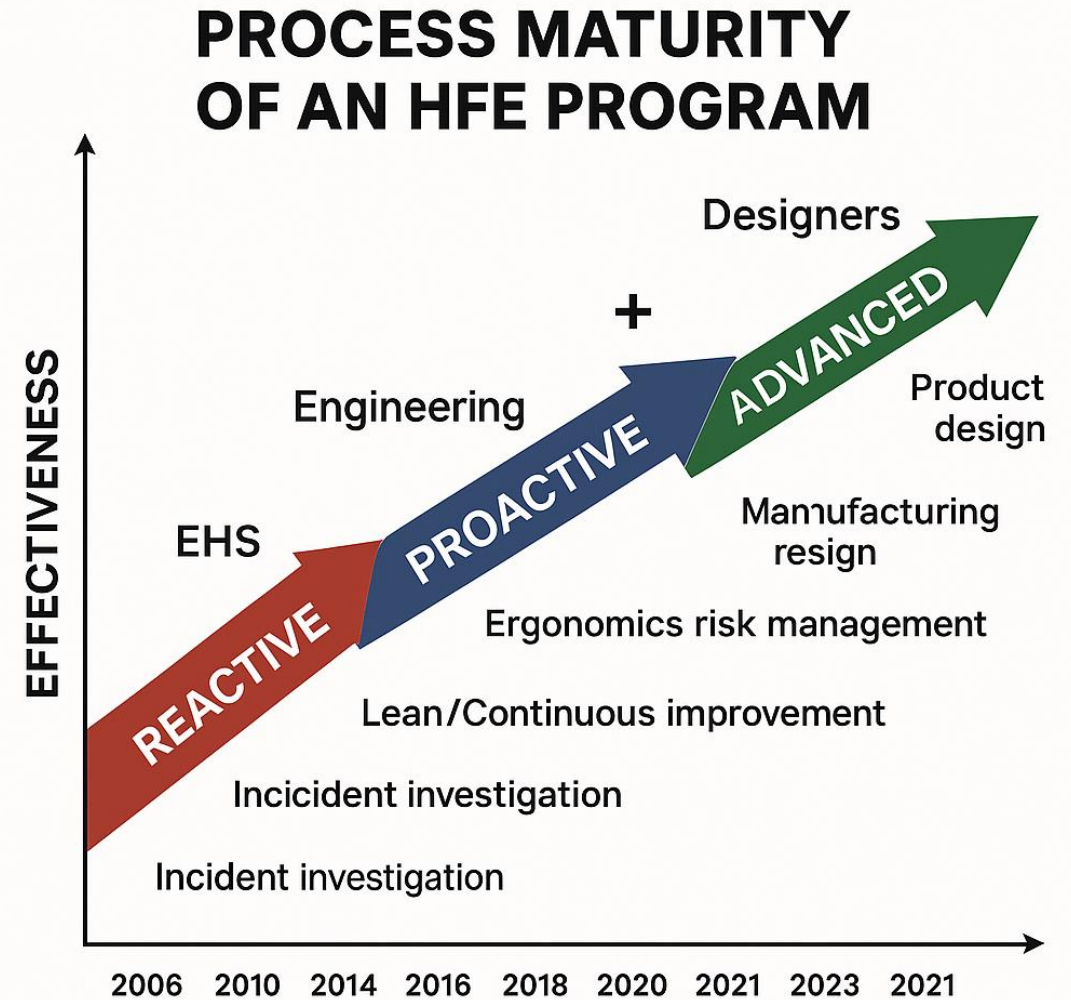 PROCESS MATURITY
OF AN HFE PROGRAM
EFFECTIVENESS
Designers
+
ADVANCED
Engineering
Product
design
PROACTIVE
Mamufacturing
resign
EHS
Ergonomics risk management
REACTIVE
Lean/Continuous improvement
Incicident investigation
Incident investigation
2006 2010 2014 2016 2018 2020 2021 2023 2021